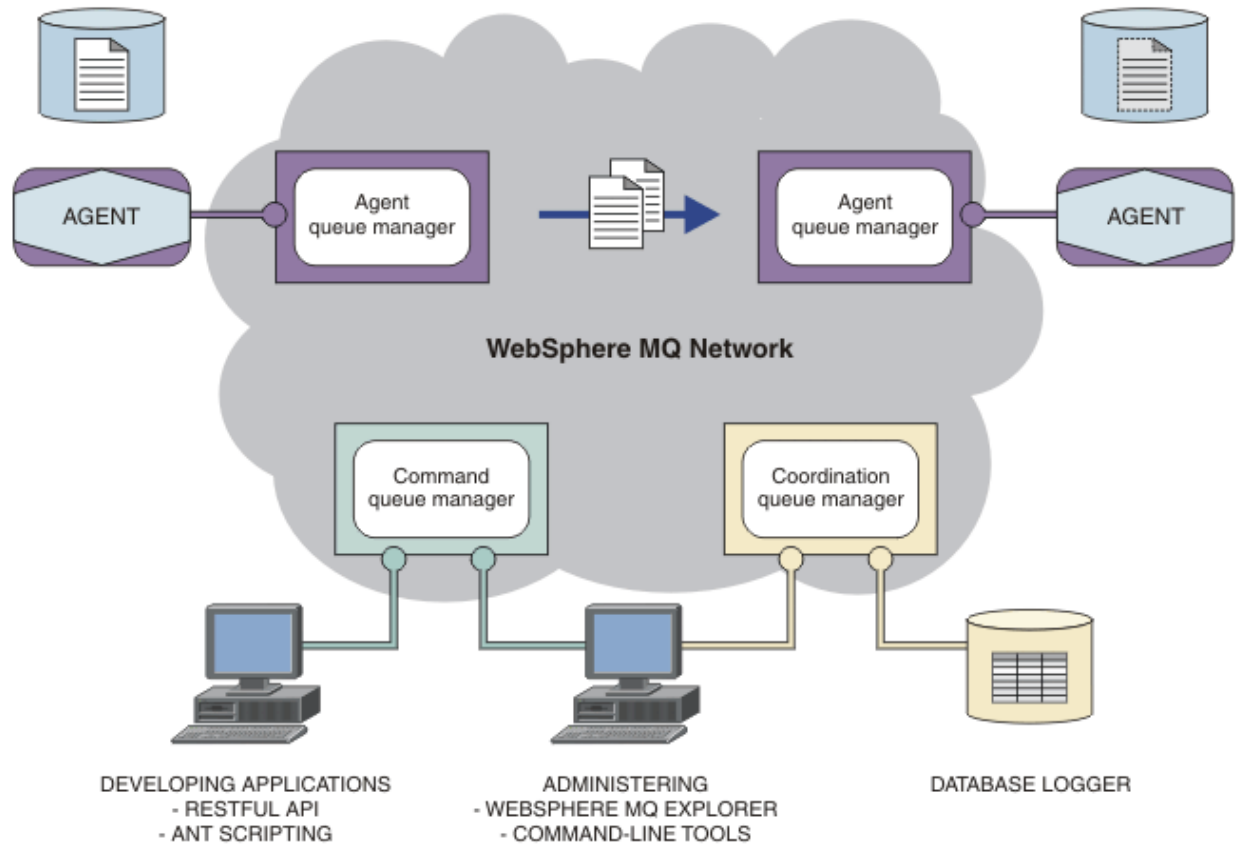 AGENT
Agent
queue manager
Agent
queue manager
AGENT
WebSphere MQ Network
Command
queue manager
Coordination
queue manager
DEVELOPING APPLICATIONS
- RESTFUL API
- ANT SCRIPTING
ADMINISTERING
- WEBSPHERE MQ EXPLORER
- COMMAND-LINE TOOLS
DATABASE LOGGER